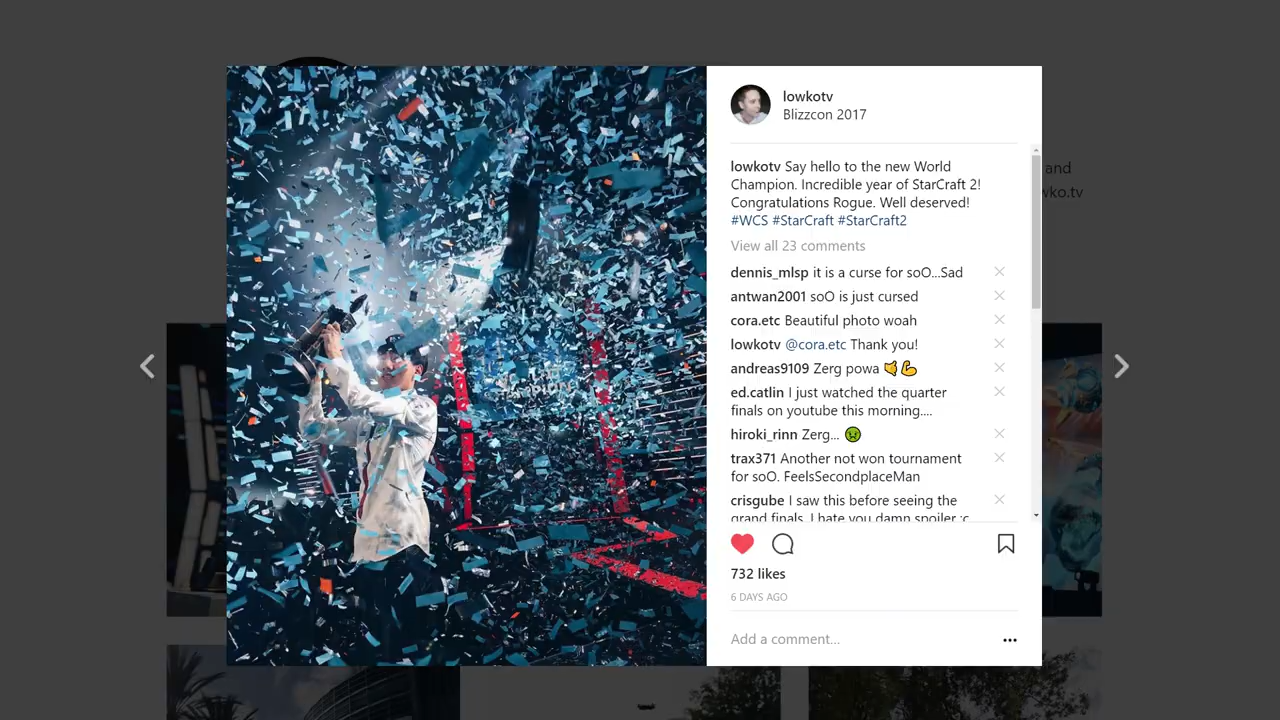 lowkotv
Blizzcon 2017
and
wko.tv
lowkotv Say hello to the new World
Champion. Incredible year of StarCraft 2!
Congratulations Rogue. Well deserved!
#WCS #StarCraft #StarCraft2
View all 23 comments
dennis_mlsp it is a curse for soO...Sad
antwan2001 soO is just cursed
cora.etc Beautiful photo woah
lowkotv @cora.etc Thank you!
andreas9109 Zerg powa 🤙💪
ed.catlin I just watched the quarter
finals on youtube this morning....
hiroki_rinn Zerg... 🤢
trax371 Another not won tournament
for soO. FeelsSecondplaceMan
crisgube I saw this before seeing the
grand finals. I hate you damn spoiler :c
732 likes
6 DAYS AGO
Add a comment...